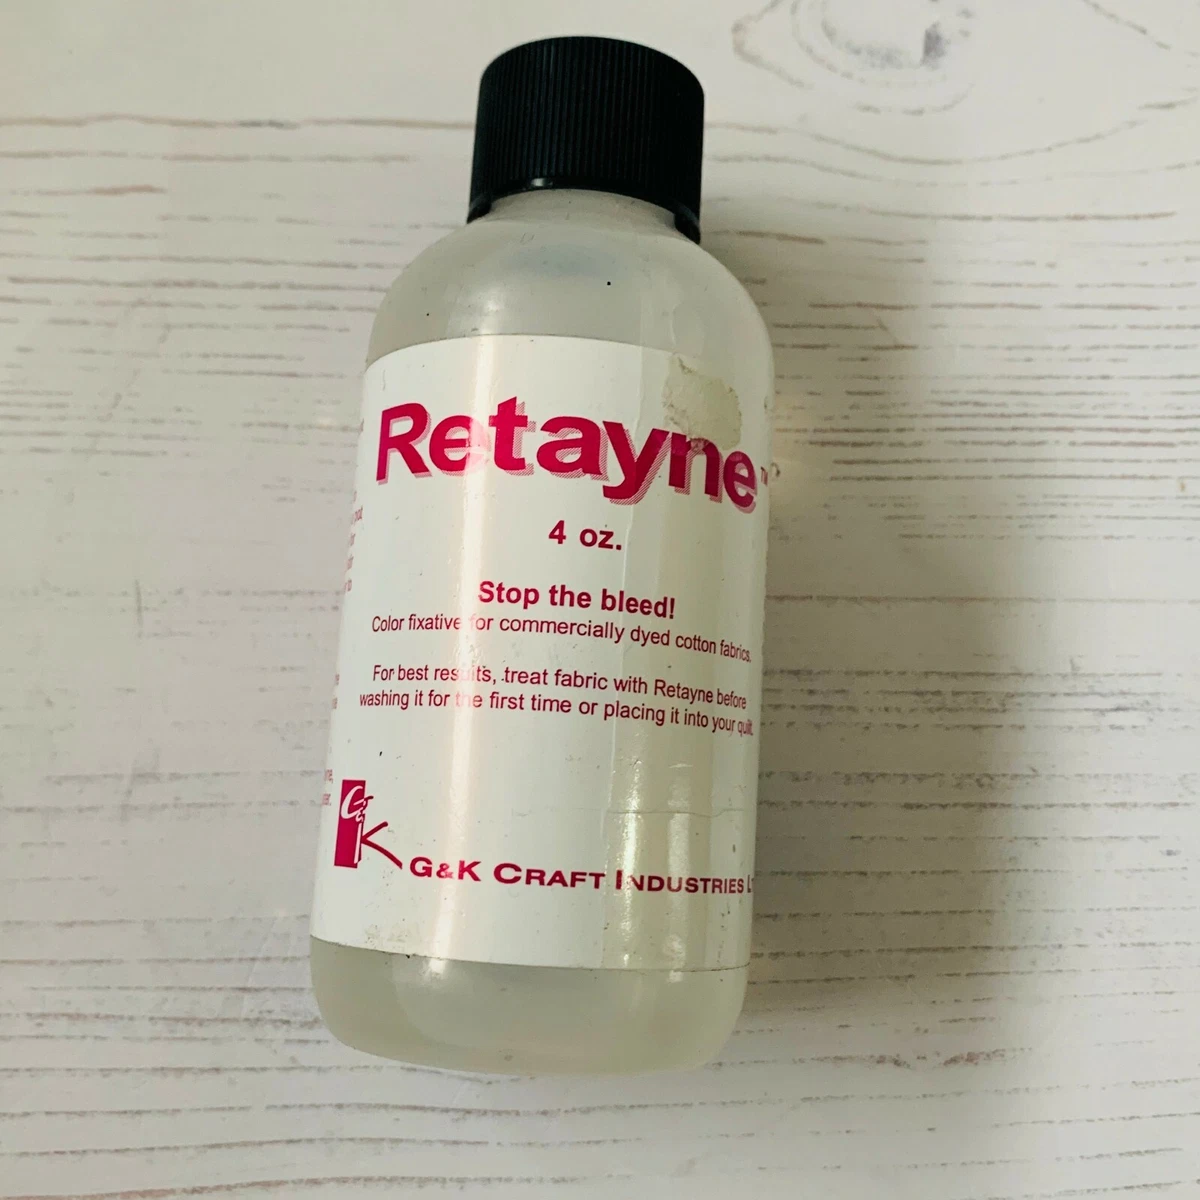 Retayne™
4 oz.
Stop the bleed!
Color fixative for commercially dyed cotton fabrics.
For best results, treat fabric with Retayne before
washing it for the first time or placing it into your quilt.
G&K
G&K CRAFT INDUSTRIES